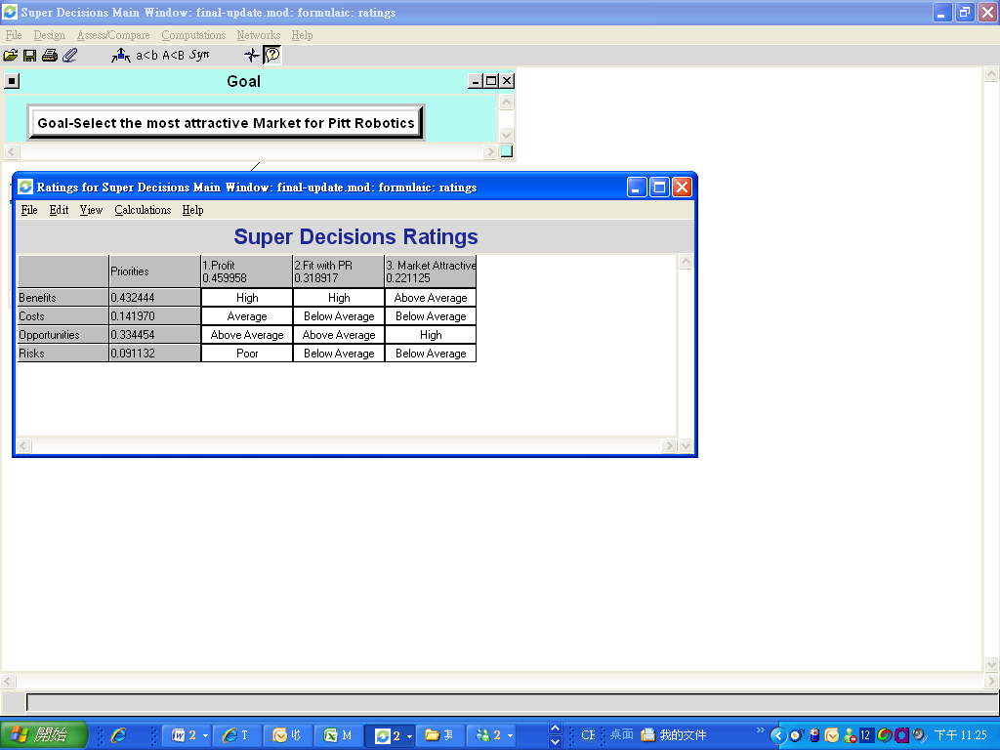 Super Decisions Main Window: final-update.mod: formulaic: ratings
File Design Assess/Compare Computations Networks Help
a<b A<B Syn
Goal
Goal-Select the most attractive Market for Pitt Robotics
Ratings for Super Decisions Main Window: final-update.mod: formulaic: ratings
File Edit View Calculations Help
Super Decisions Ratings
Priorities 1.Profit 2.Fit with PR 3. Market Attractive
0.459958 0.318917 0.221125
Benefits 0.432444 High High Above Average
Costs 0.141970 Average Below Average Below Average
Opportunities 0.334454 Above Average Above Average High
Risks 0.091132 Poor Below Average Below Average
開始 2 T 收 M 2 2 CH 桌面 我的文件 12 下午 11:25